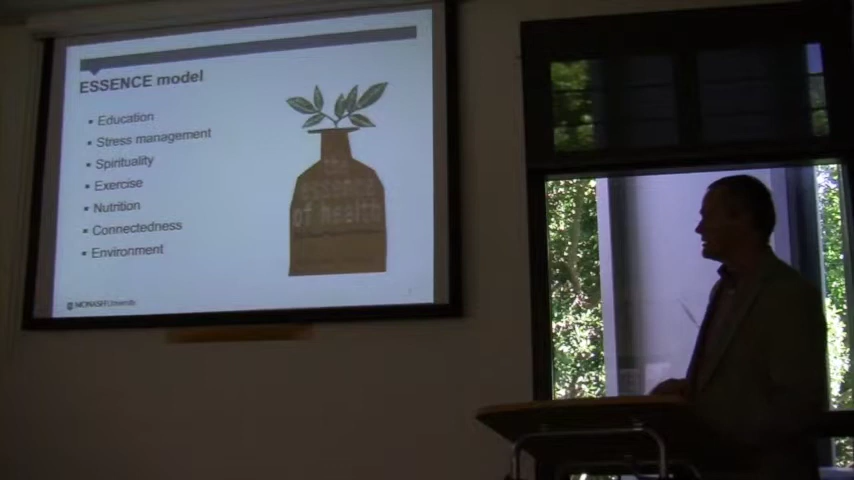 ESSENCE model
▪ Education
▪ Stress management
▪ Spirituality
▪ Exercise
▪ Nutrition
▪ Connectedness
▪ Environment
essence
of health
MONASH University